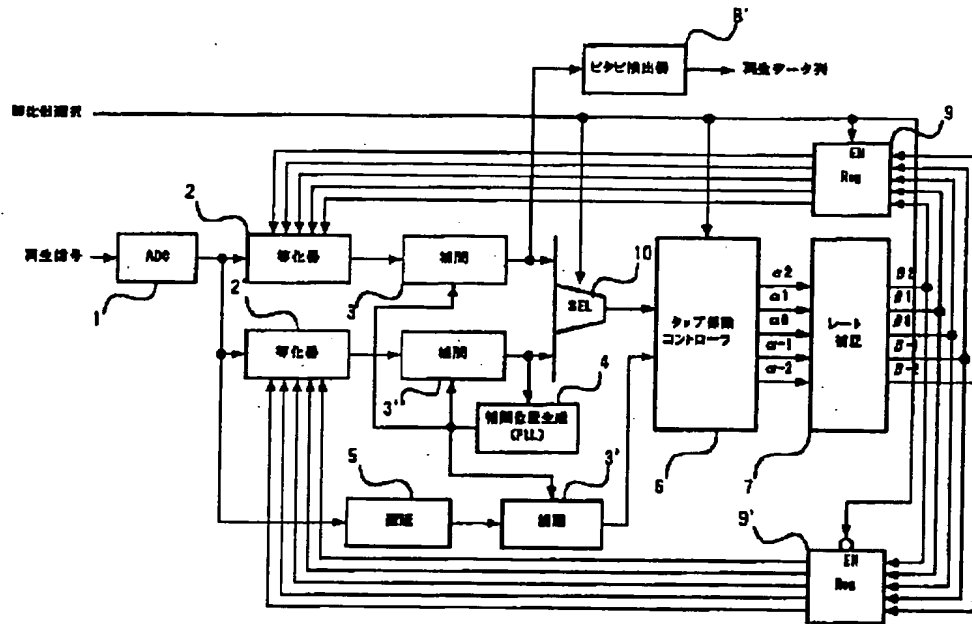 8'
ビタビ検出器
再生データ列
9
EN
Reg
2
再生信号
ADC
等化器
補間
10
1
3
SEL
α2
β2
2'
α1
β1
タップ係数
コントローラ
α0
レート
β0
等化器
補間
α-1
β-1
4
α-2
β-2
3''
補間位置生成
(PLL)
5
3'
6
7
遅延
補間
9'
EN
Reg